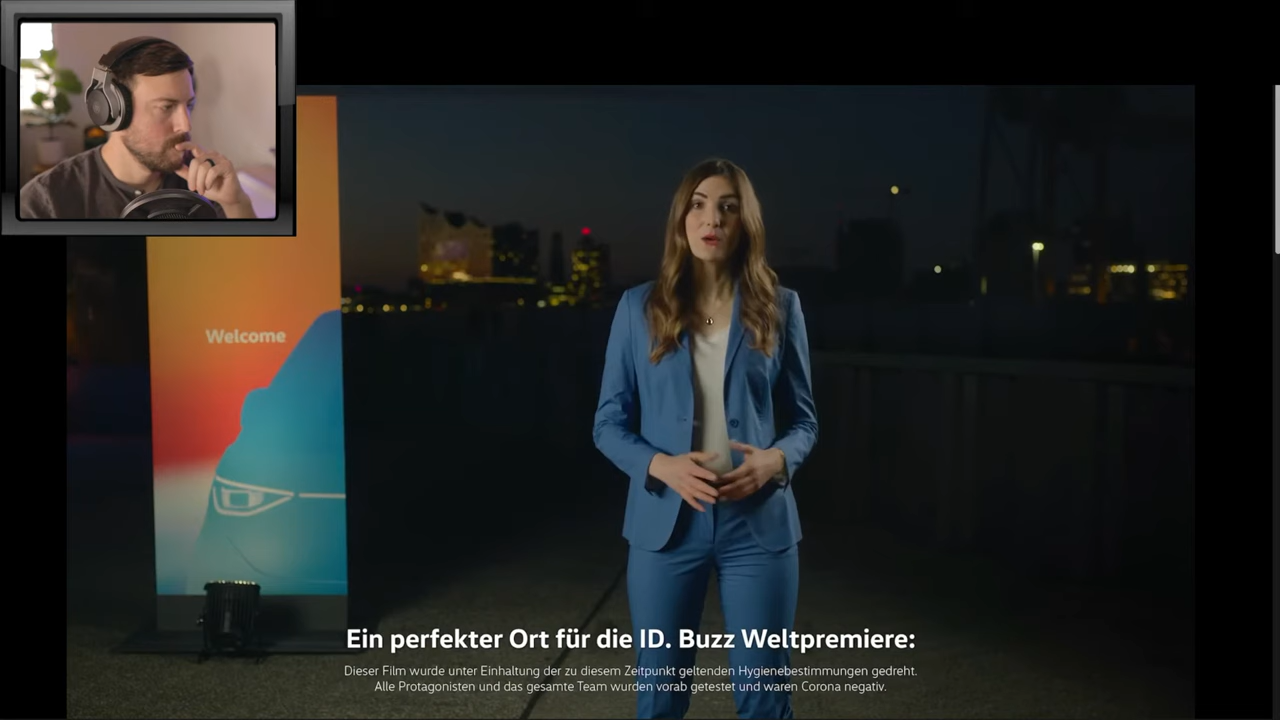 Welcome
Ein perfekter Ort für die ID. Buzz Weltpremiere:
Dieser Film wurde unter Einhaltung der zu diesem Zeitpunkt geltenden Hygienebestimmungen gedreht.
Alle Protagonisten und das gesamte Team wurden vorab getestet und waren Corona negativ.